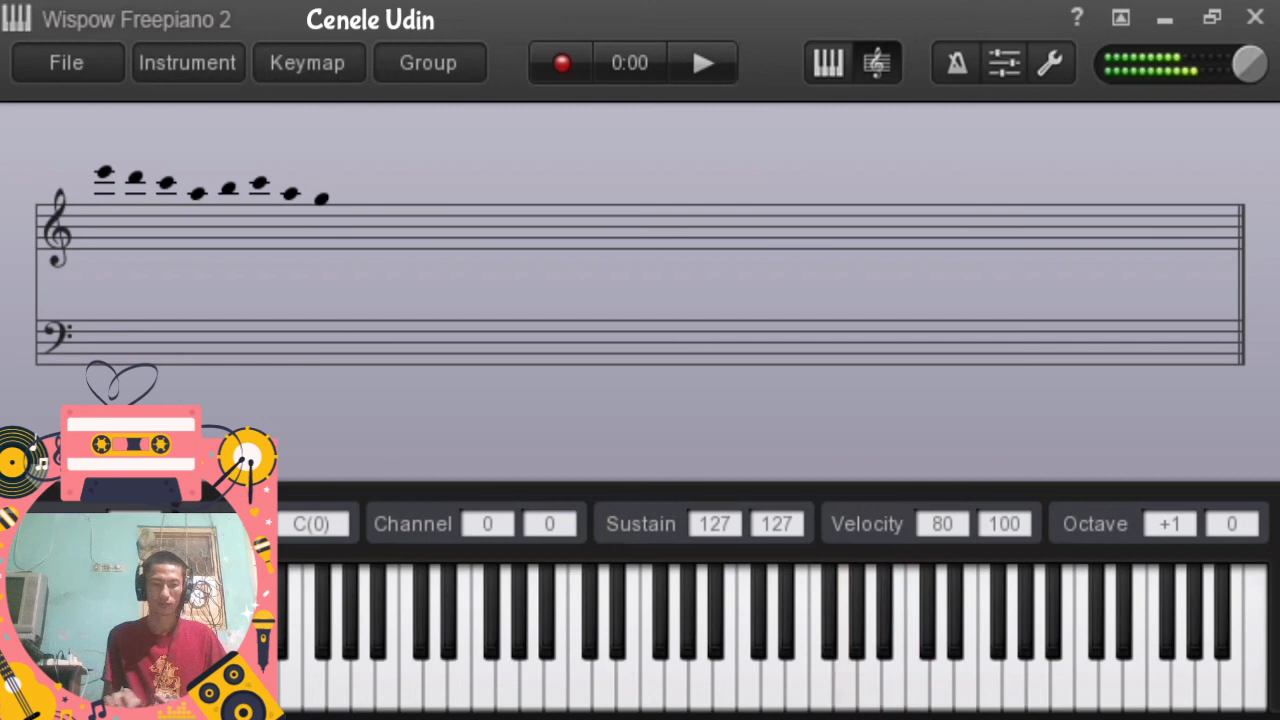 Wispow Freepiano 2
Cenele Udin
?
File
Instrument
Keymap
Group
0:00
C(0)
Channel 0 0
Sustain 127 127
Velocity 80 100
Octave +1 0